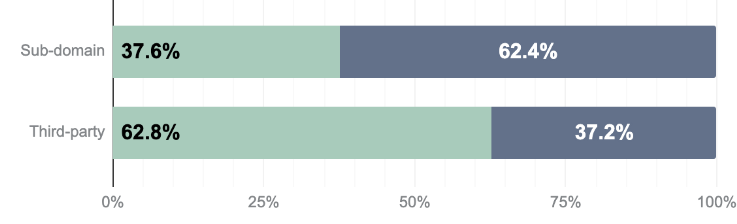 Sub-domain 37.6% 62.4%
Third-party 62.8% 37.2%
0% 25% 50% 75% 100%